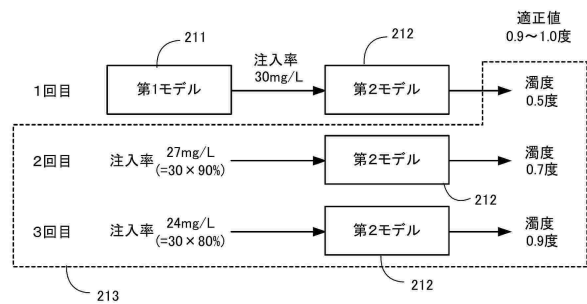 適正値
0.9～1.0度
211
212
1回目
第1モデル
注入率
30mg/L
第2モデル
濁度
0.5度
2回目
注入率
27mg/L
(=30×90%)
第2モデル
濁度
0.7度
212
3回目
注入率
24mg/L
(=30×80%)
第2モデル
濁度
0.9度
213
212